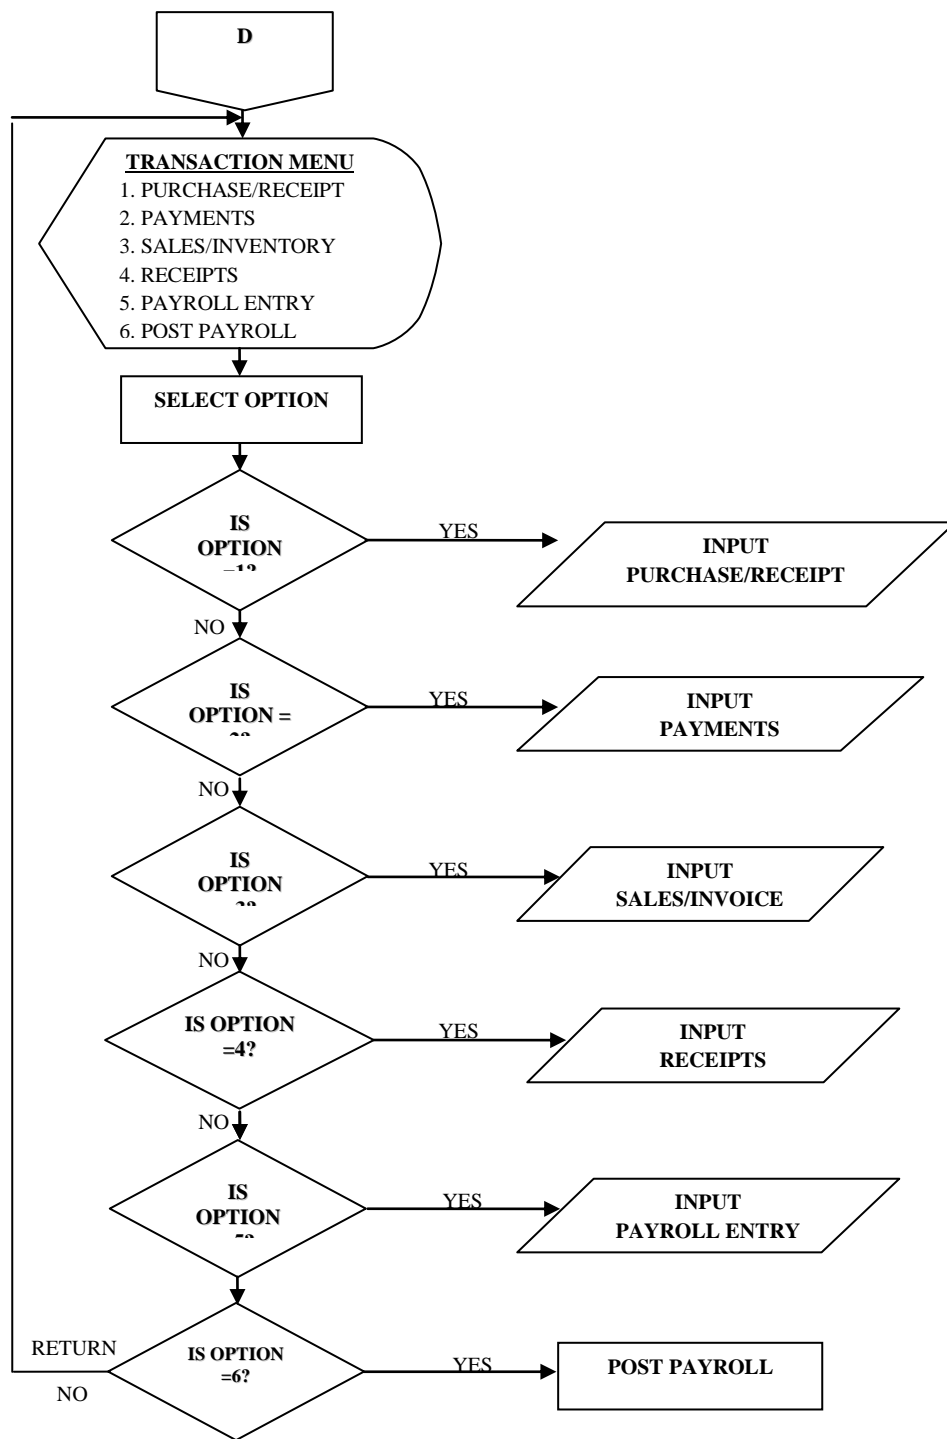 D
TRANSACTION MENU
1. PURCHASE/RECEIPT
2. PAYMENTS
3. SALES/INVENTORY
4. RECEIPTS
5. PAYROLL ENTRY
6. POST PAYROLL
SELECT OPTION
IS
OPTION
=1?
YES
INPUT
PURCHASE/RECEIPT
NO
IS
OPTION =
2?
YES
INPUT
PAYMENTS
NO
IS
OPTION
YES
INPUT
SALES/INVOICE
NO
IS OPTION
=4?
YES
INPUT
RECEIPTS
NO
IS
OPTION
YES
INPUT
PAYROLL ENTRY
RETURN
NO
IS OPTION
=6?
YES
POST PAYROLL